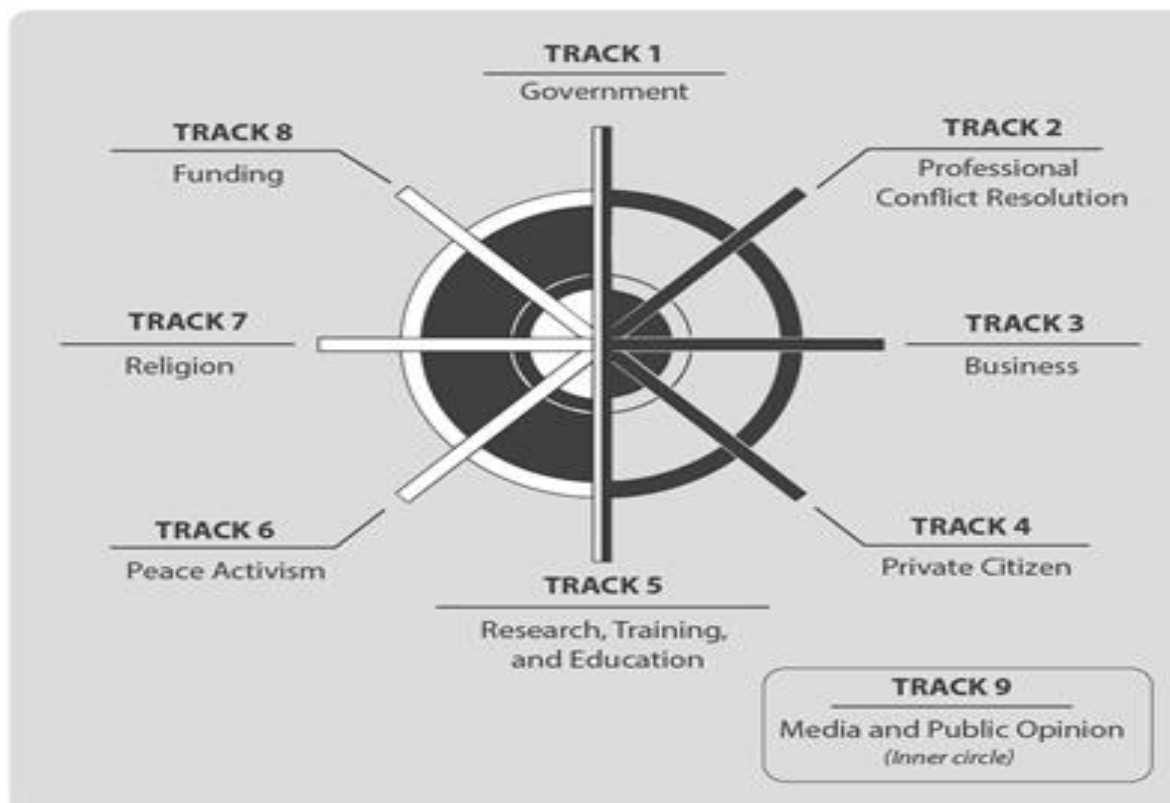 TRACK 1
Government
TRACK 8
Funding
TRACK 2
Professional
Conflict Resolution
TRACK 7
Religion
TRACK 3
Business
TRACK 6
Peace Activism
TRACK 4
Private Citizen
TRACK 5
Research, Training,
and Education
TRACK 9
Media and Public Opinion
(Inner circle)